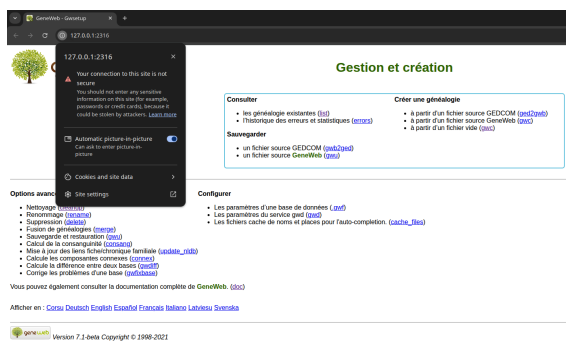 GeneWeb - Gwsetup
127.0.0.1:2316
127.0.0.1:2316
Your connection to this site is not
secure
You should not enter any sensitive
information on this site (for example,
passwords or credit cards), because it
could be stolen by attackers. Learn more
Automatic picture-in-picture
Can ask to enter picture-in-
picture
Cookies and site data
Site settings
Gestion et création
Consulter
les généalogie existantes (list)
l'historique des erreurs et statistiques (errors)
Sauvegarder
un fichier source GEDCOM (gwb2ged)
un fichier source GeneWeb (gwu)
Créer une généalogie
à partir d'un fichier source GEDCOM (ged2gwb)
à partir d'un fichier source GeneWeb (gwc)
à partir d'un fichier vide (gwc)
Options avanc
Nettoyage (cleanup)
Renommage (rename)
Suppression (delete)
Fusion de généalogies (merge)
Sauvegarde et restauration (gwu)
Calcul de la consanguinité (consang)
Mise à jour des liens fiche/chronique familiale (update_nldb)
Calcule les composantes connexes (connex)
Calcule la différence entre deux bases (gwdiff)
Corrige les problèmes d'une base (gwfixbase)
Configurer
Les paramètres d'une base de données (.gwf)
Les paramètres du service gwd (gwd)
Les fichiers cache de noms et places pour l'auto-completion. (cache_files)
Vous pouvez également consulter la documentation complète de GeneWeb. (doc)
Afficher en : Corsu Deutsch English Español Français Italiano Latviesu Svenska
geneweb
Version 7.1-beta Copyright © 1998-2021